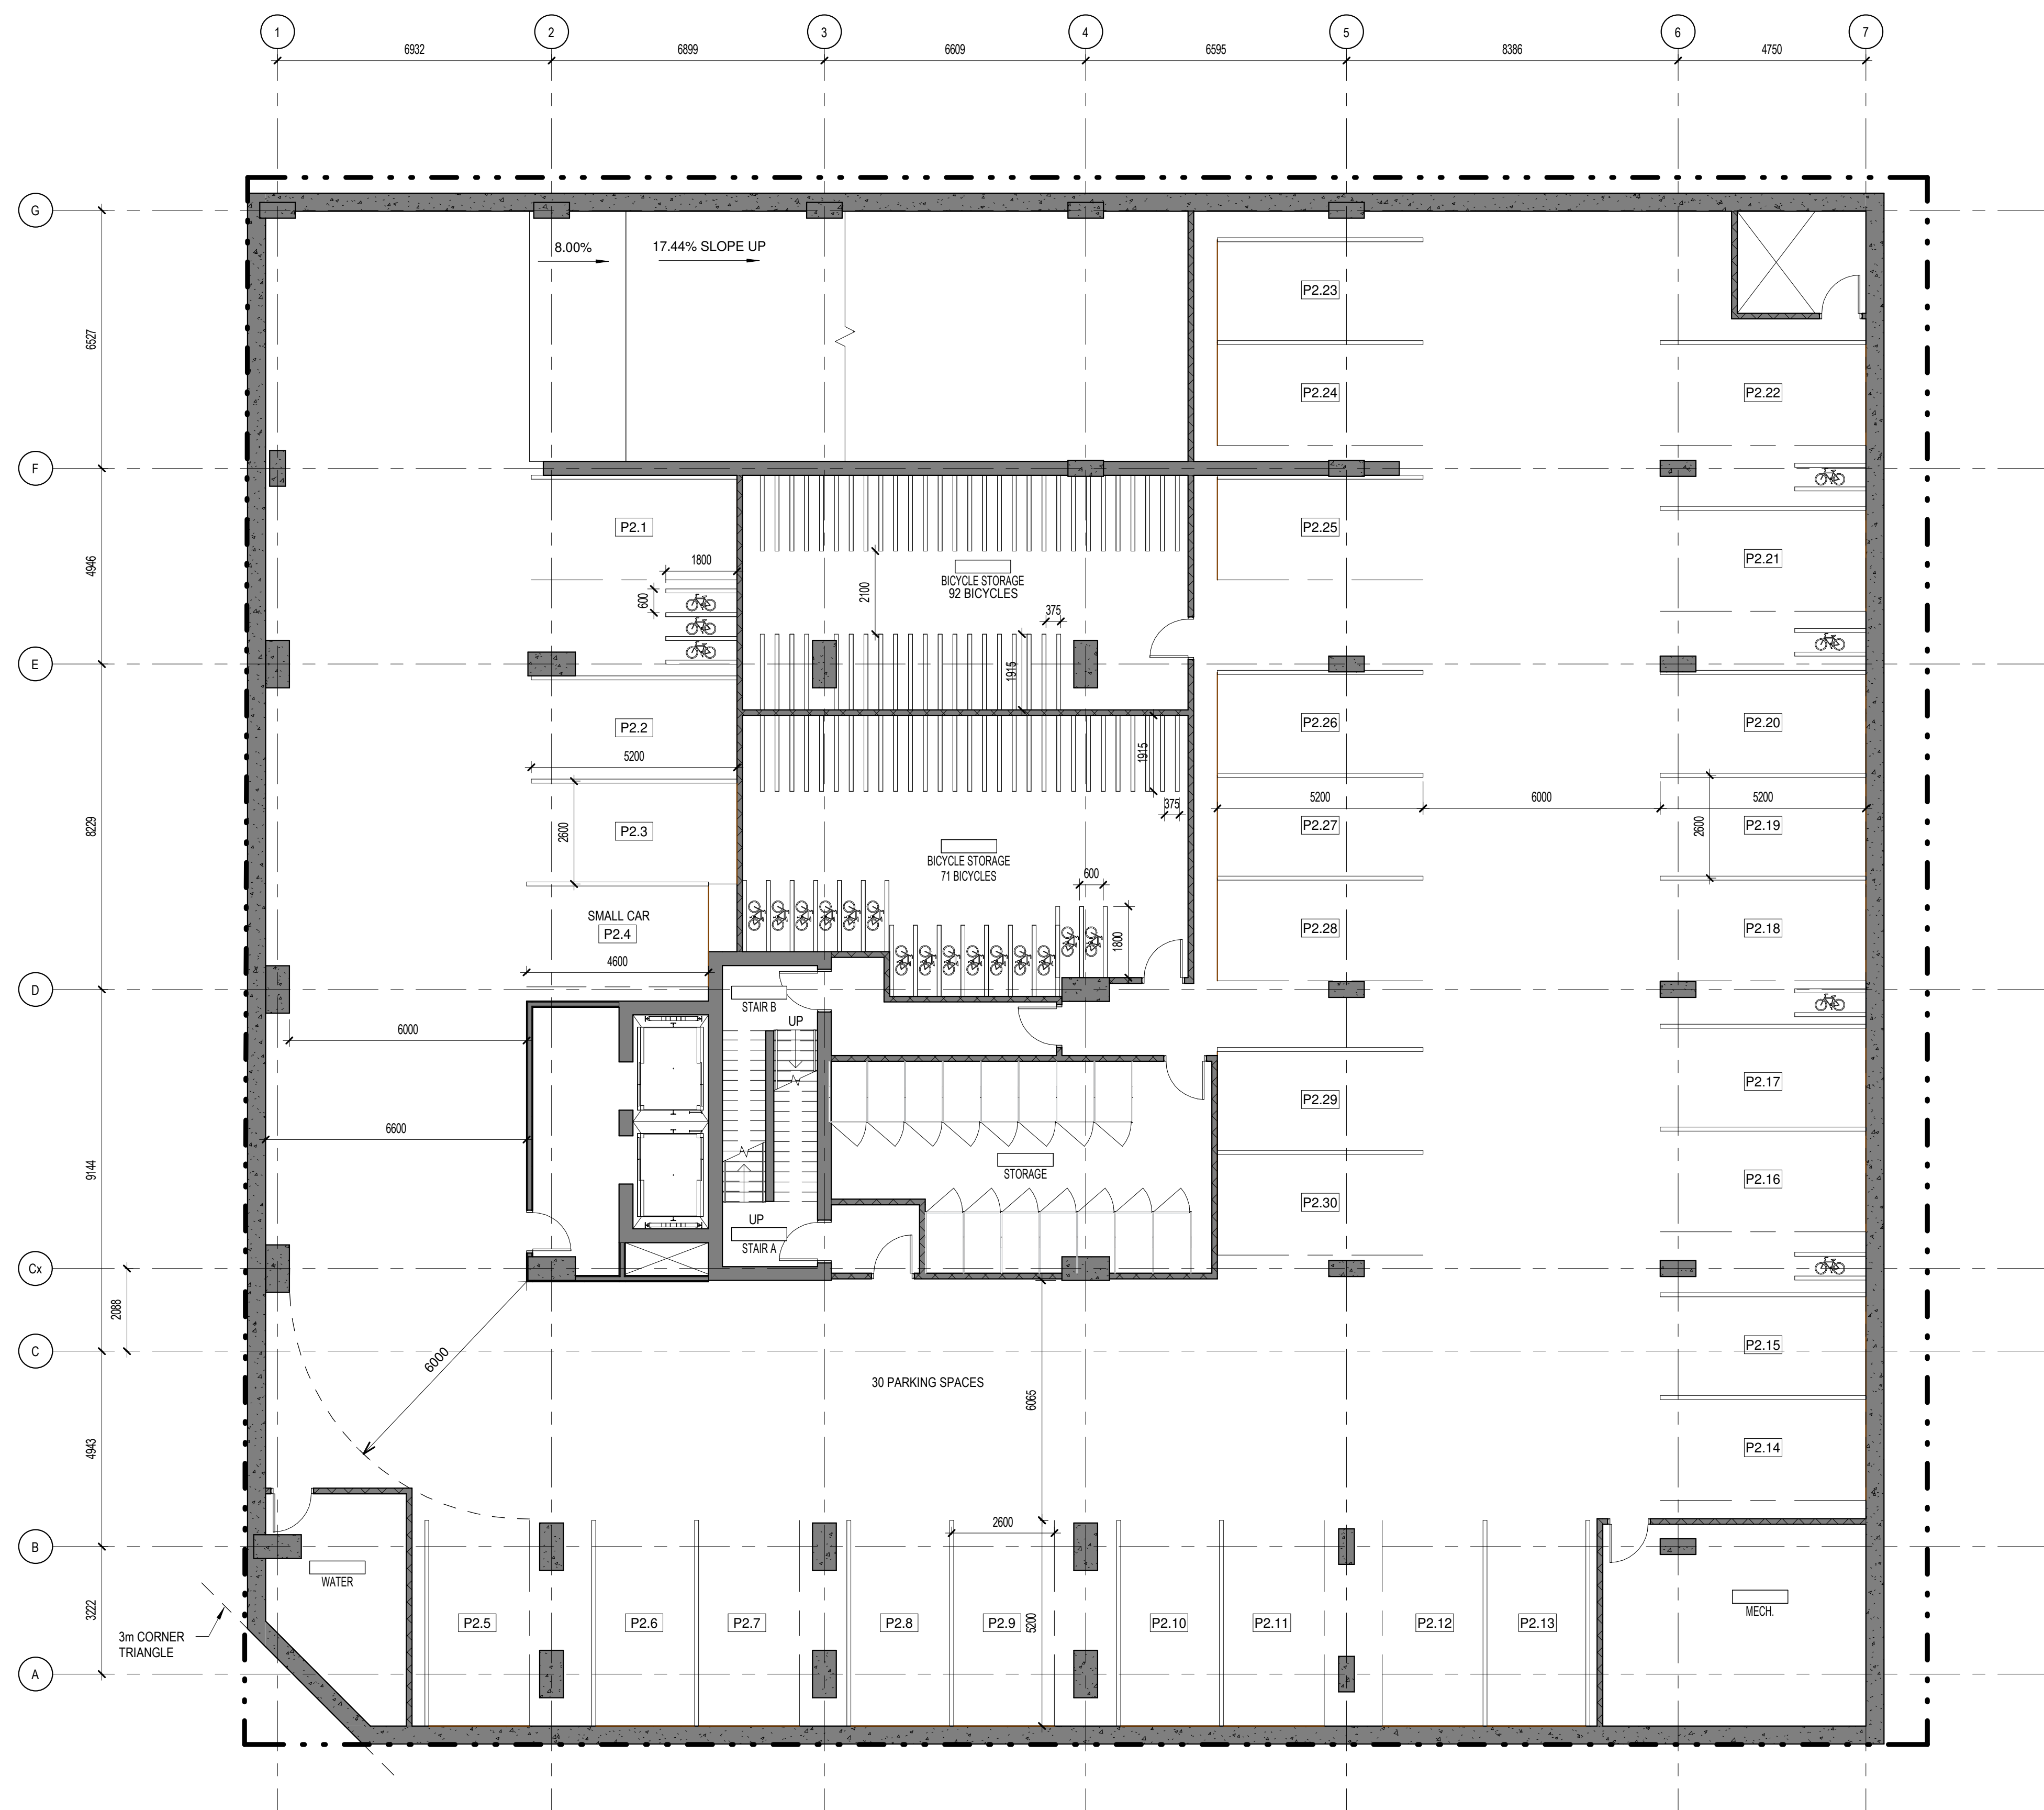 1 2 3 4 5 6 7
6932 6899 6609 6595 8386 4750
G
8.00% 17.44% SLOPE UP
P2.23
6527
P2.24 P2.22
F
P2.1 P2.25
P2.21
4946
1800
600
2100
BICYCLE STORAGE
92 BICYCLES
375
1915
E
P2.2 P2.26 P2.20
5200
1915
375
5200 6000 5200
8229
2600
P2.3 P2.27 P2.19
2600
BICYCLE STORAGE
71 BICYCLES
600
SMALL CAR
P2.4 P2.28 P2.18
1800
4600
D
STAIR B
UP
6000
P2.17
P2.29
6600
9144
STORAGE
P2.16
P2.30
UP
STAIR A
Cx
2088
C
6000
P2.15
30 PARKING SPACES
6065
4943
P2.14
2600
B
WATER
MECH.
3222
3m CORNER
TRIANGLE
P2.5 P2.6 P2.7 P2.8 P2.9 5200 P2.10 P2.11 P2.12 P2.13
A